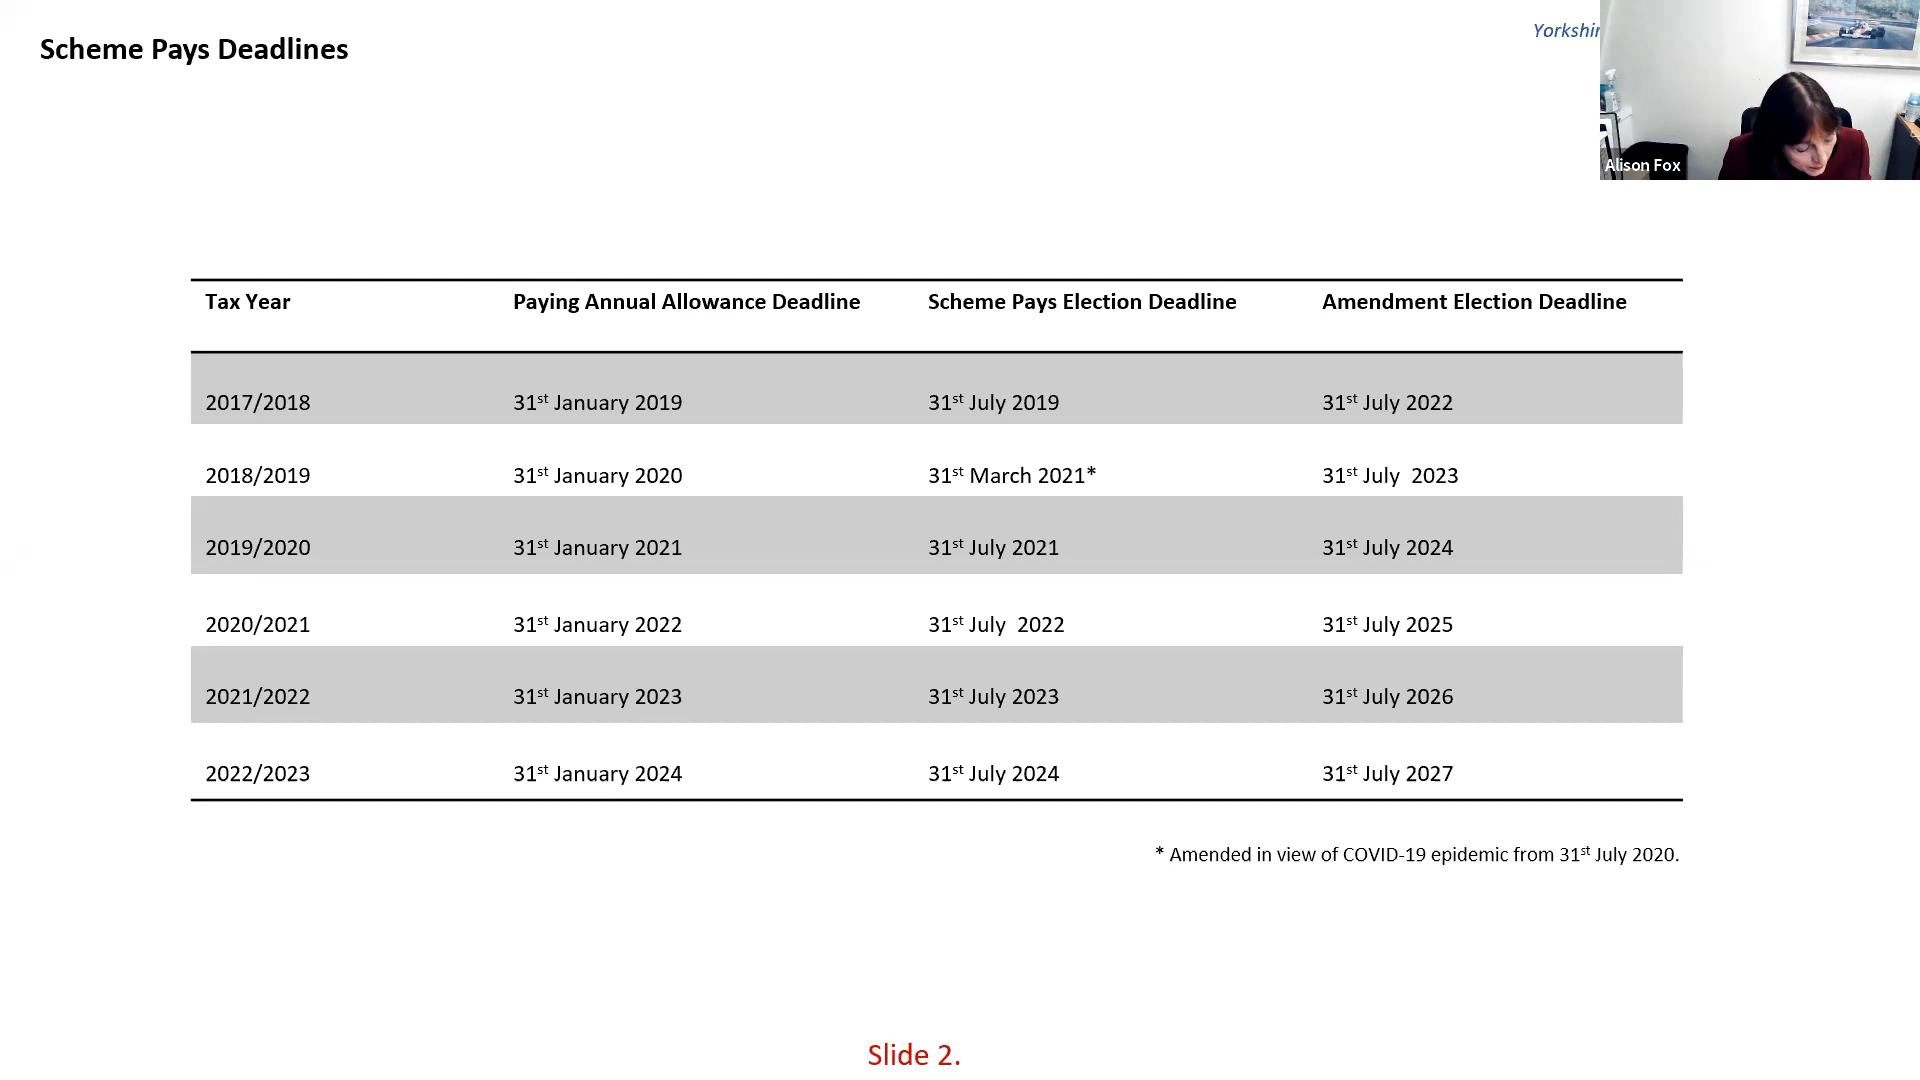 Scheme Pays Deadlines
Yorkshir
Alison Fox
Tax Year Paying Annual Allowance Deadline Scheme Pays Election Deadline Amendment Election Deadline
2017/2018 31st January 2019 31st July 2019 31st July 2022
2018/2019 31st January 2020 31st March 2021* 31st July 2023
2019/2020 31st January 2021 31st July 2021 31st July 2024
2020/2021 31st January 2022 31st July 2022 31st July 2025
2021/2022 31st January 2023 31st July 2023 31st July 2026
2022/2023 31st January 2024 31st July 2024 31st July 2027
* Amended in view of COVID-19 epidemic from 31st July 2020.
Slide 2.